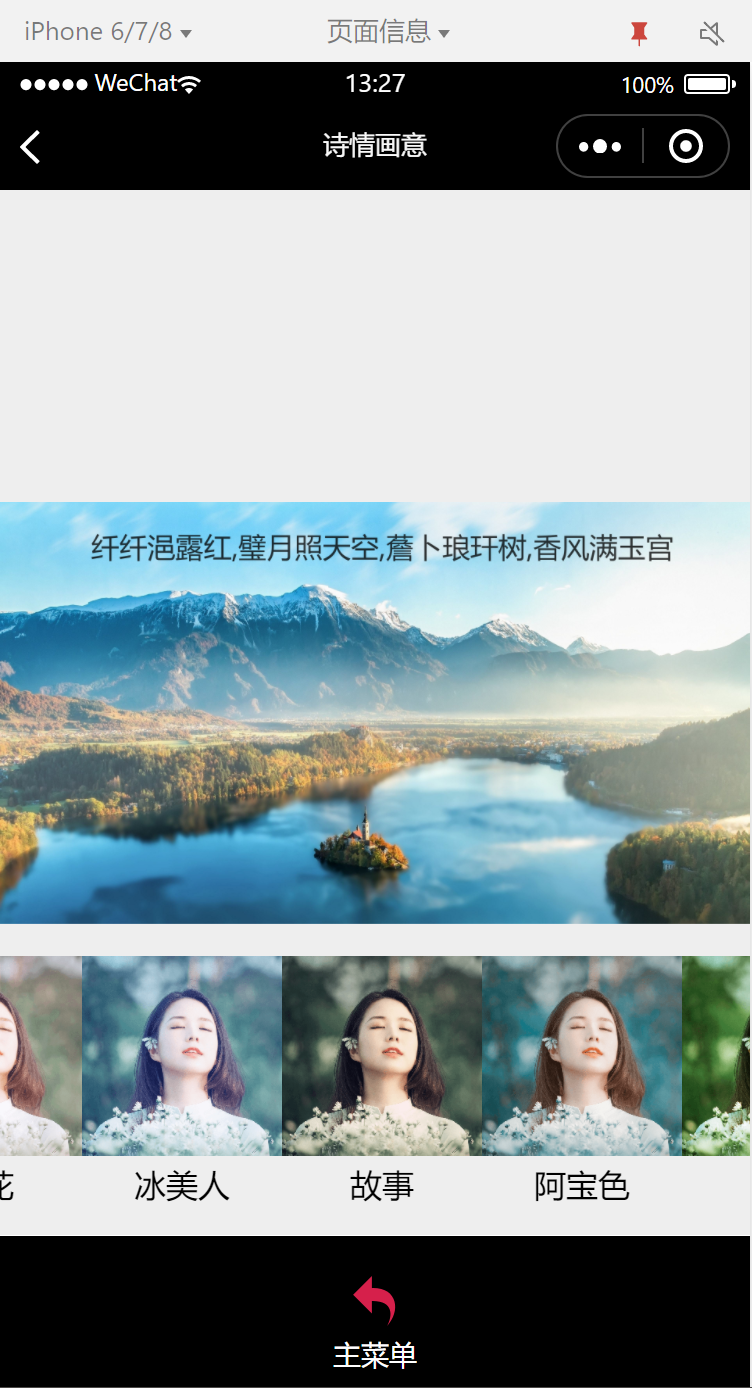 iPhone 6/7/8 页面信息
WeChat 13:27 100%
诗情画意
纤纤浥露红,璧月照天空,薝卜琅玕树,香风满玉宫
冰美人 故事 阿宝色
主菜单